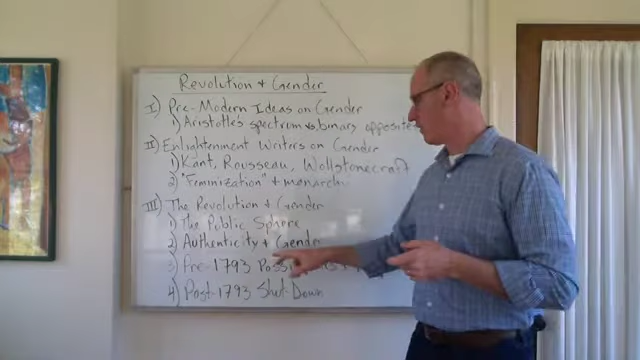 Revolution + Gender
I) Pre-Modern Ideas on Gender
1) Aristotle's spectrum vs binary opposites
II) Enlightenment Writers on Gender
1) Kant, Rousseau, Wollstonecraft
2) "Feminization" + monarch
III) The Revolution + Gender
1) The Public Sphere
2) Authenticity + Gender
3) Pre-1793
4) Post-1793 Shut-Down